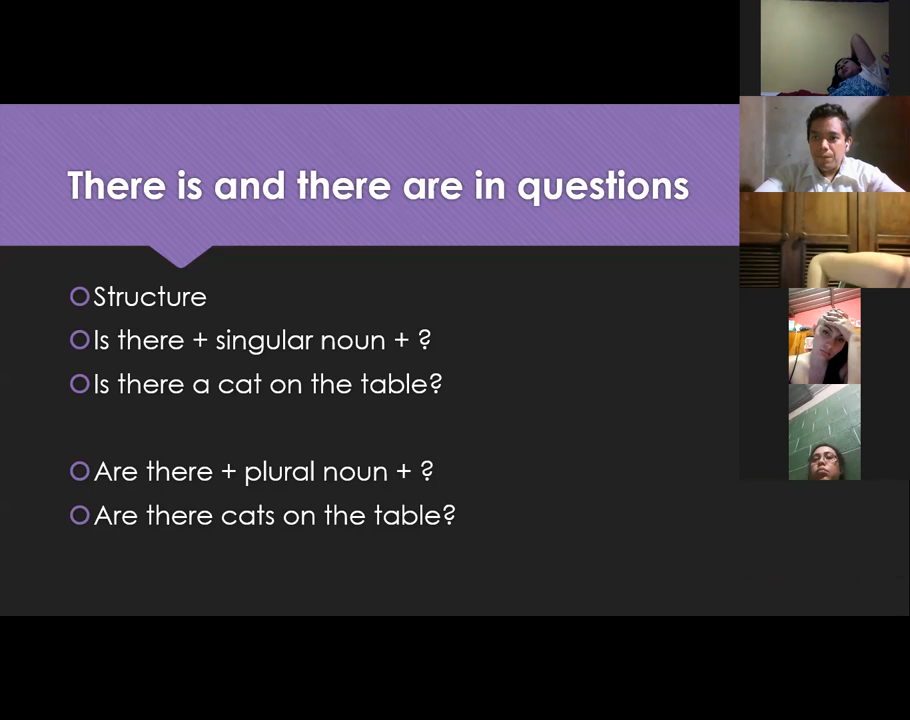 There is and there are in questions
Structure
Is there + singular noun + ?
Is there a cat on the table?
Are there + plural noun + ?
Are there cats on the table?